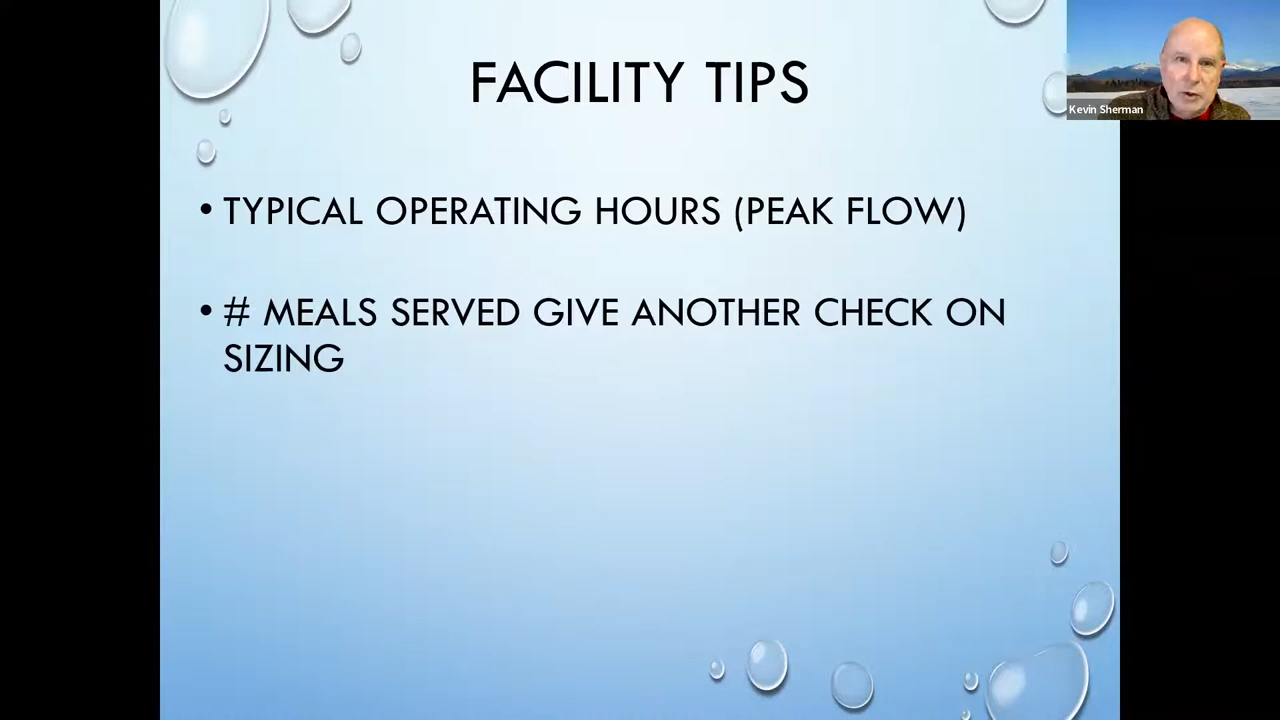 FACILITY TIPS
Kevin Sherman
• TYPICAL OPERATING HOURS (PEAK FLOW)
• # MEALS SERVED GIVE ANOTHER CHECK ON
SIZING